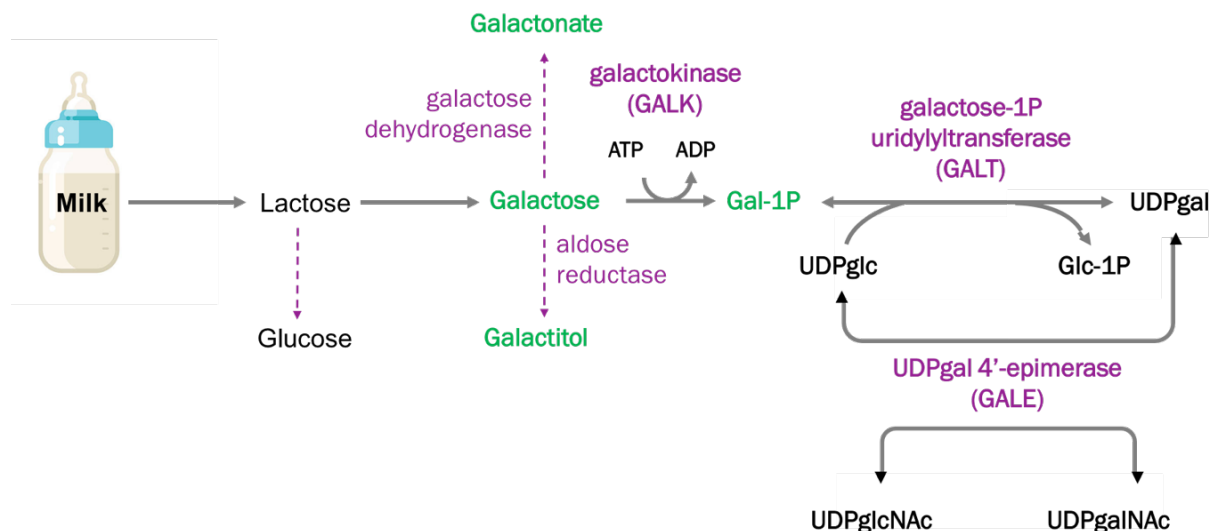 Galactonate
galactose
dehydrogenase
galactokinase
(GALK)
ATP
ADP
galactose-1P
uridylyltransferase
(GALT)
Milk
Lactose
Galactose
Gal-1P
UDPgal
aldose
reductase
UDPglc
Glc-1P
Glucose
Galactitol
UDPgal 4’-epimerase
(GALE)
UDPglcNAc
UDPgalNAc